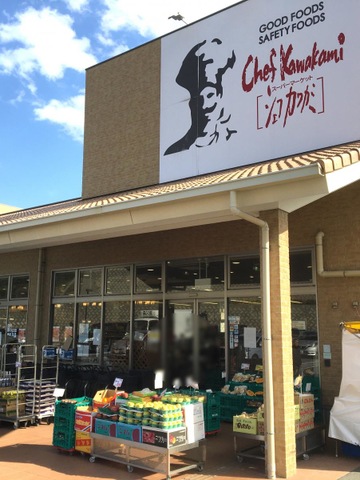 GOOD FOODS
SAFETY FOODS
Chef Kawakami
スーパーマーケット
[シェフカワカミ]